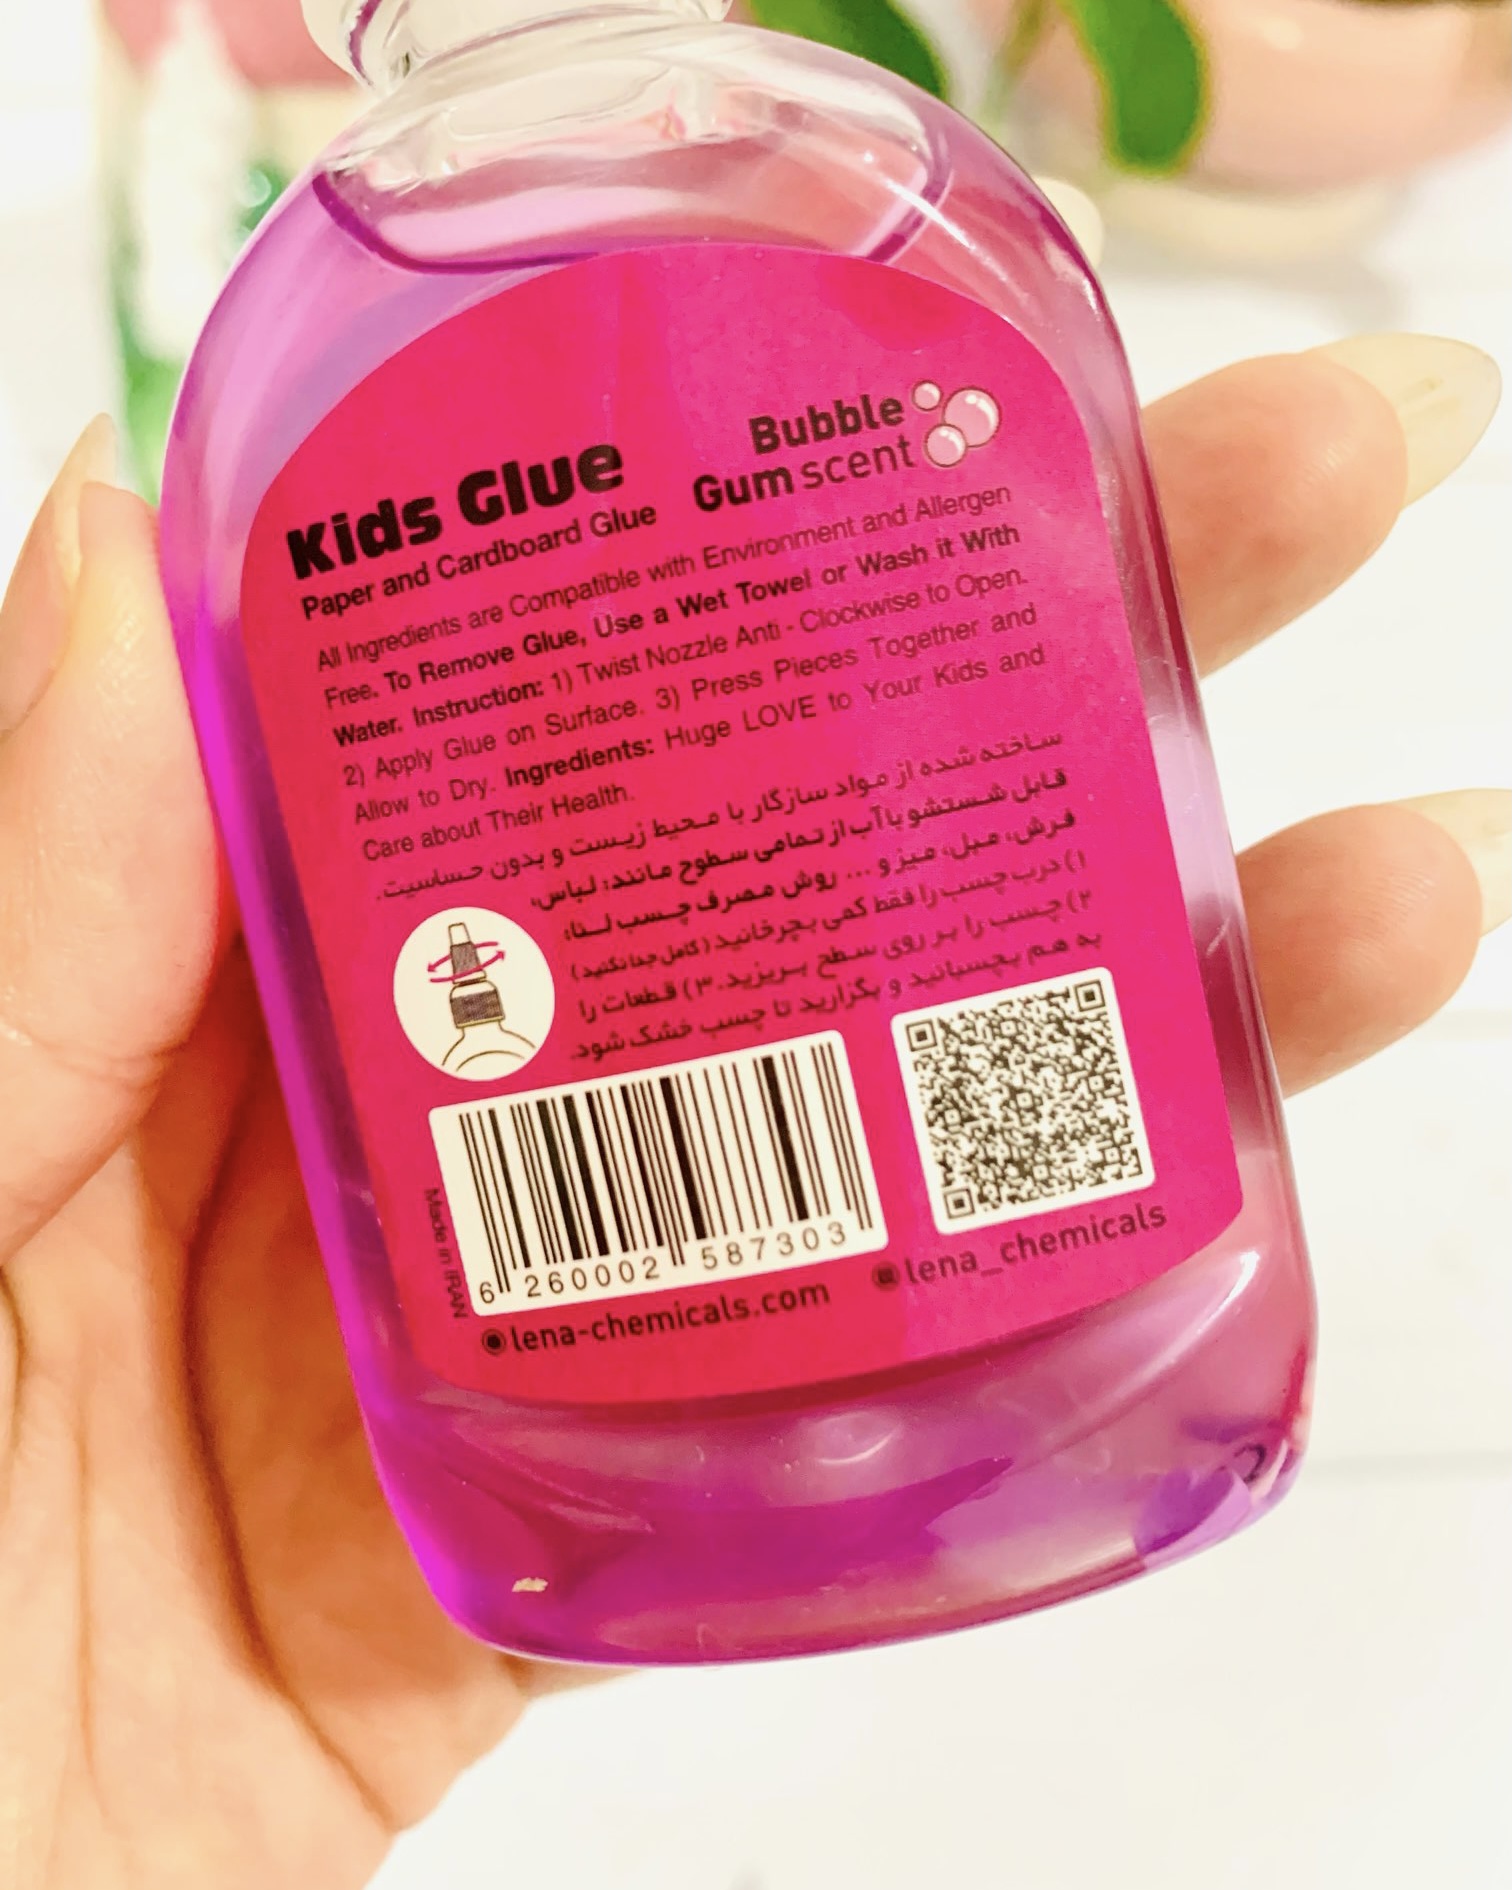 Kids Glue
Paper and Cardboard Glue
Bubble
Gum scent
All Ingredients are Compatible with Environment and Allergen
Free. To Remove Glue, Use a Wet Towel or Wash it With
Water. Instruction: 1) Twist Nozzle Anti - Clockwise to Open.
2) Apply Glue on Surface. 3) Press Pieces Together and
Allow to Dry. Ingredients: Huge LOVE to Your Kids and
Care about Their Health.
ساخته شده از مواد سازگار با محیط زیست و بدون حساسیت.
قابل شستشو با آب از تمامی سطوح مانند: لباس،
فرش، مبل، میز و ... روش مصرف چسب لنا:
۱) درب چسب را فقط کمی بچرخانید (کامل جدا نکنید)
۲) چسب را بر روی سطح بریزید. ۳) قطعات را
به هم بچسبانید و بگزارید تا چسب خشک شود.
Made in IRAN
6 260002 587303
lena-chemicals.com
lena_chemicals